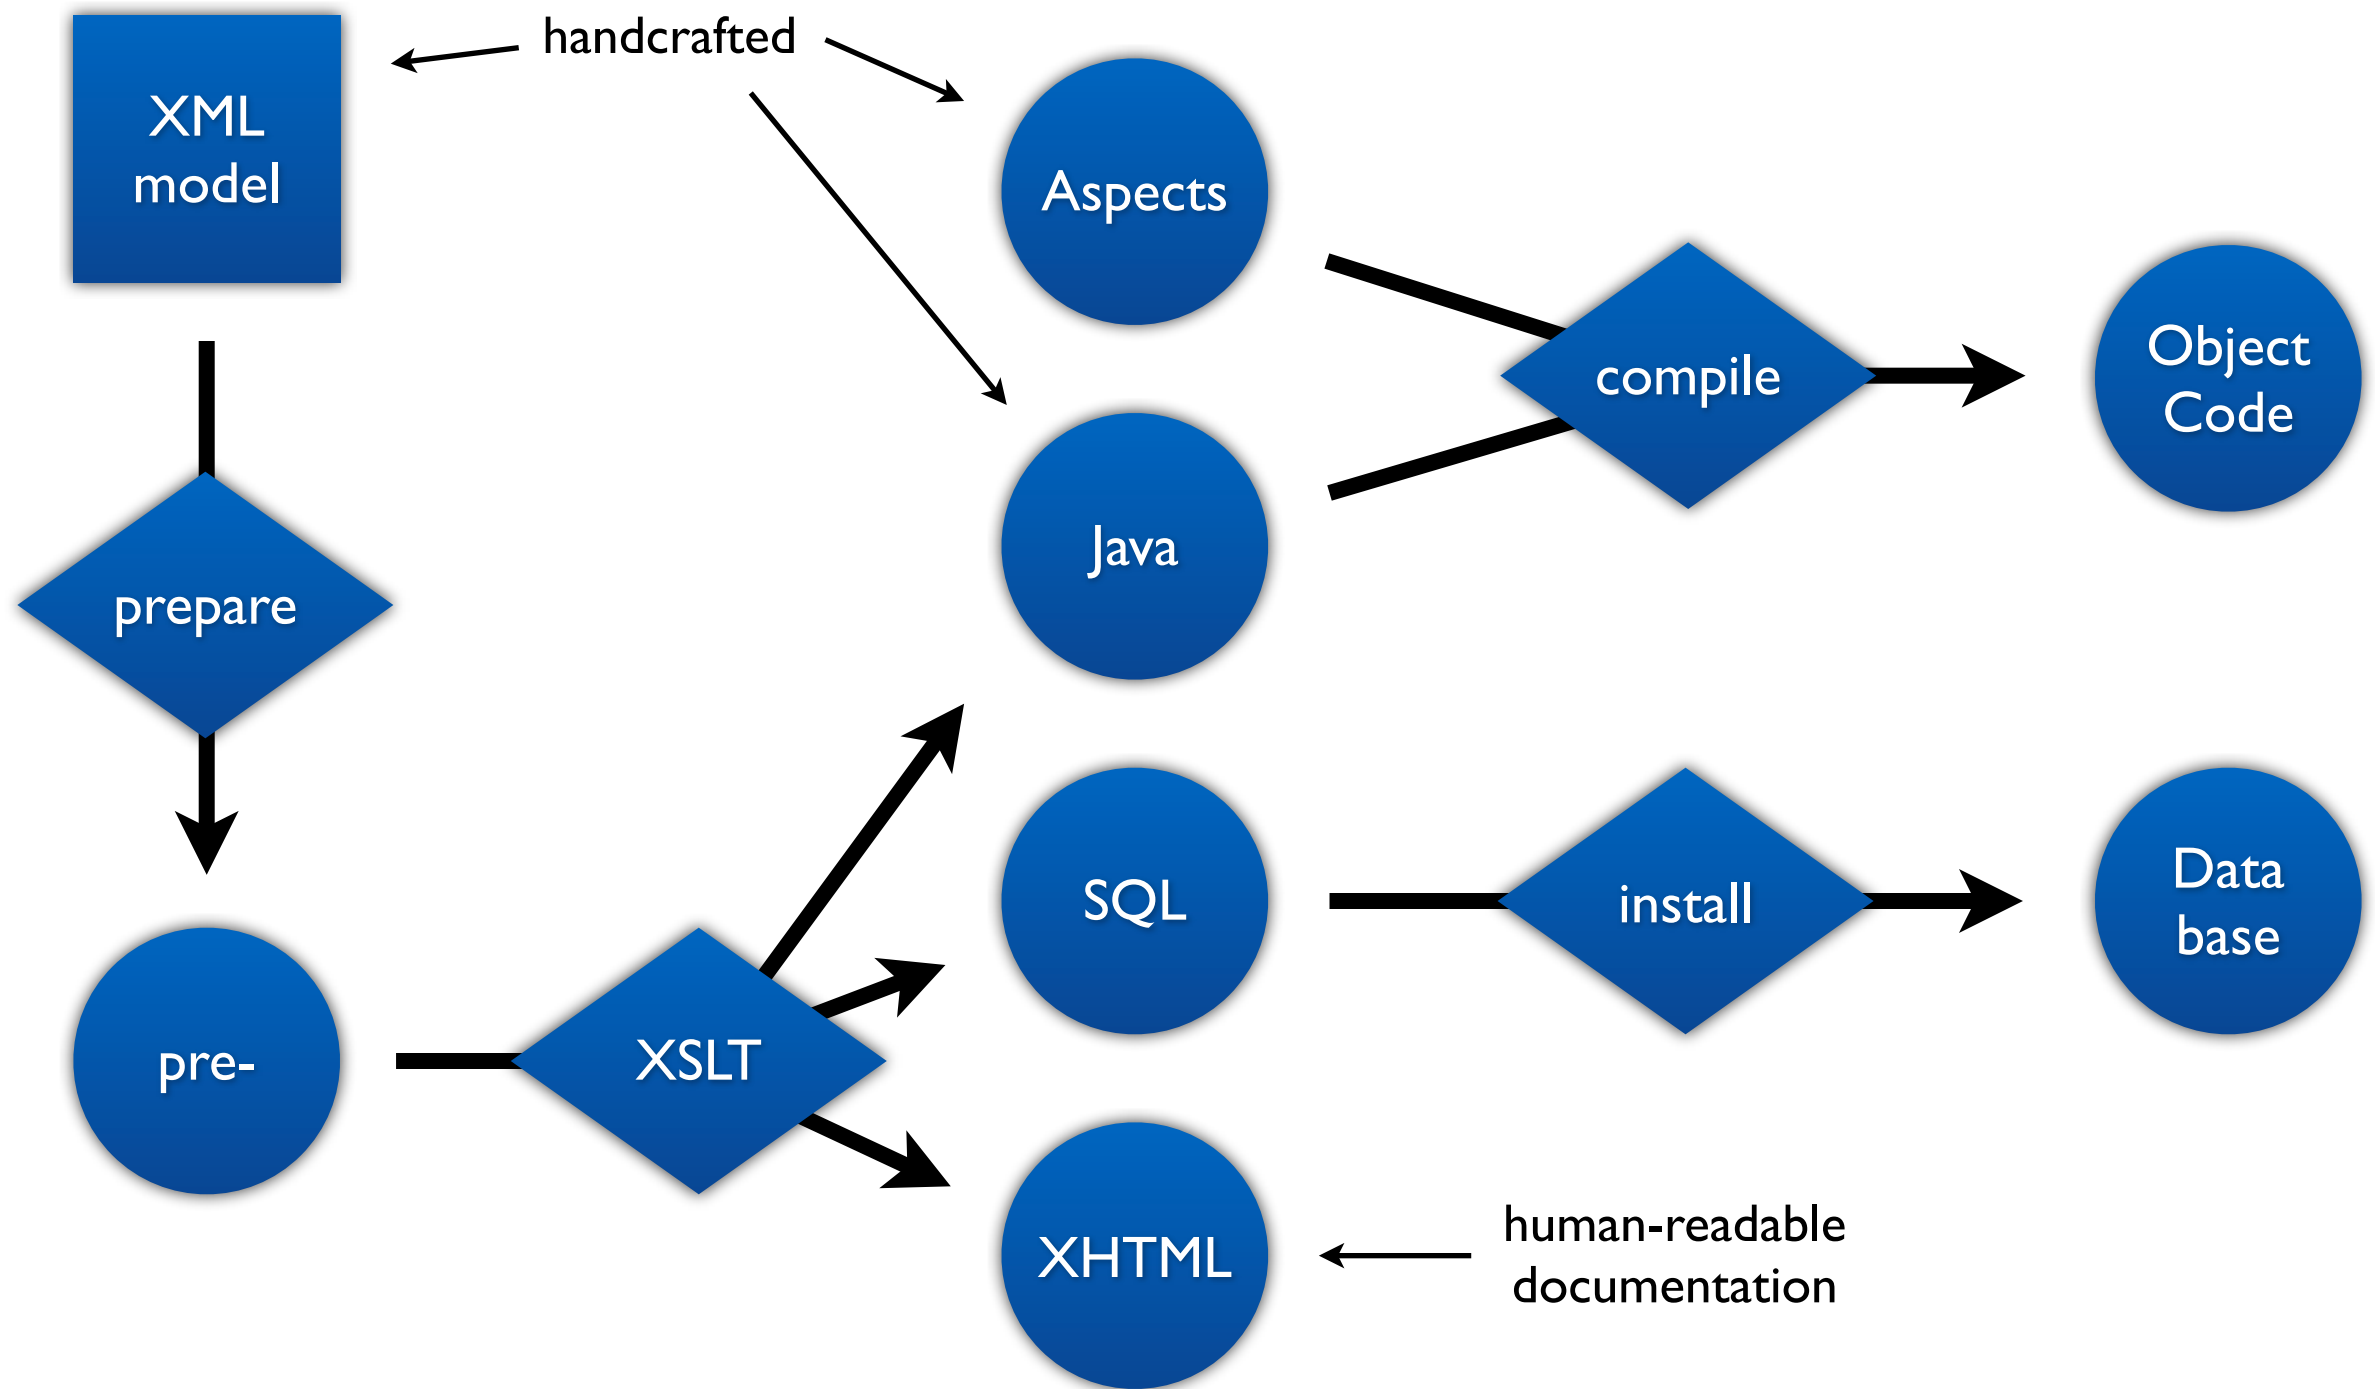 handcrafted
XML
model
Aspects
Object
Code
compile
Java
prepare
SQL
install
Data
base
pre-
XSLT
XHTML
human-readable
documentation